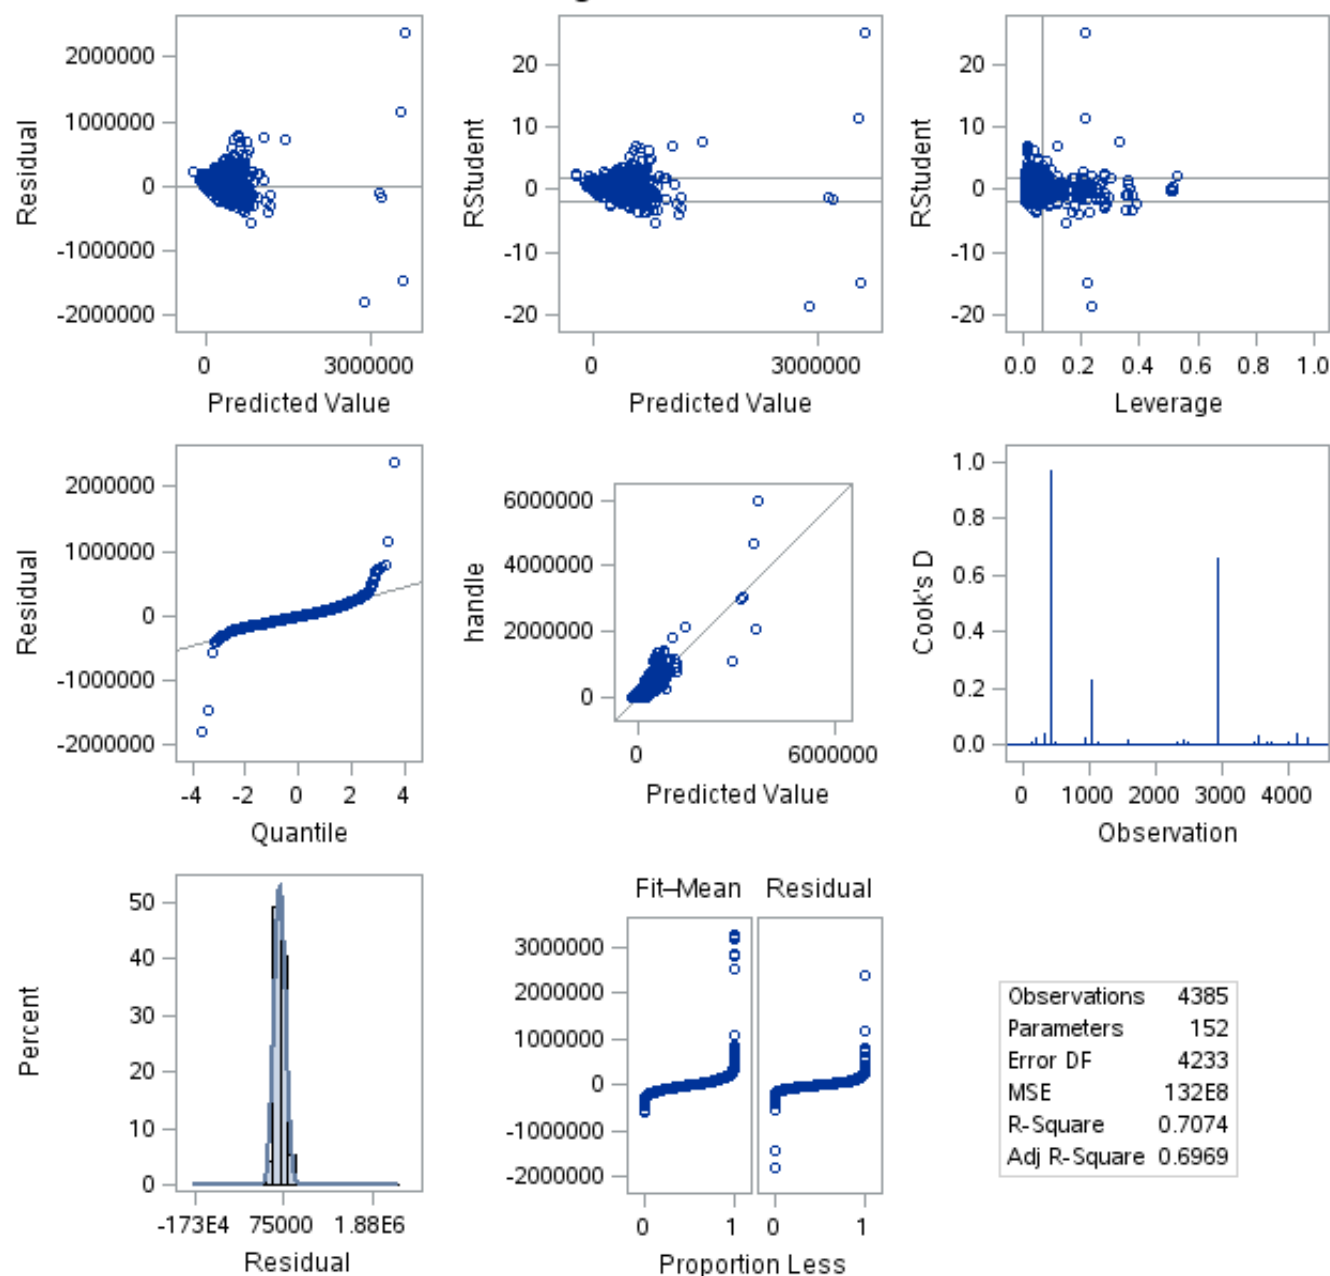 2000000
1000000
0
-1000000
-2000000
Residual
0 3000000
Predicted Value
20
10
0
-10
-20
RStudent
0 3000000
Predicted Value
20
10
0
-10
-20
RStudent
0.0 0.2 0.4 0.6 0.8 1.0
Leverage
2000000
1000000
0
-1000000
-2000000
Residual
-4 -2 0 2 4
Quantile
6000000
4000000
2000000
0
handle
0 6000000
Predicted Value
1.0
0.8
0.6
0.4
0.2
0.0
Cook's D
0 1000 2000 3000 4000
Observation
50
40
30
20
10
0
Percent
-173E4 75000 1.88E6
Residual
Fit–Mean Residual
3000000
2000000
1000000
0
-1000000
-2000000
0 1 0 1
Proportion Less
Observations 4385
Parameters 152
Error DF 4233
MSE 132E8
R-Square 0.7074
Adj R-Square 0.6969